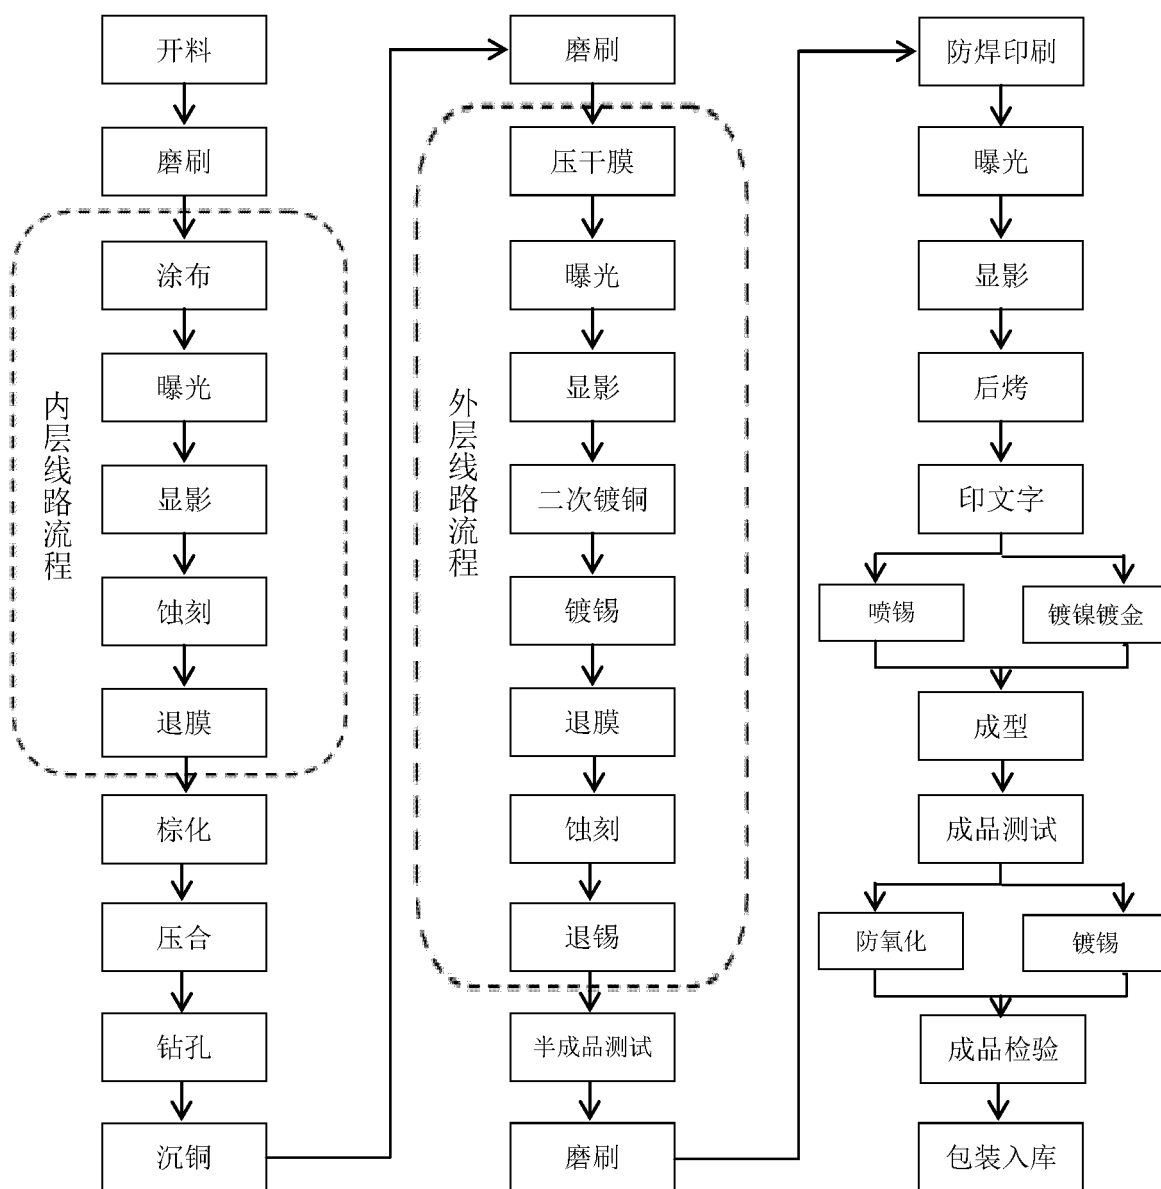 开料
磨刷
内层线路流程
涂布
曝光
显影
蚀刻
退膜
棕化
压合
钻孔
沉铜
磨刷
外层线路流程
压干膜
曝光
显影
二次镀铜
镀锡
退膜
蚀刻
退锡
半成品测试
磨刷
防焊印刷
曝光
显影
后烤
印文字
喷锡
镀镍镀金
成型
成品测试
防氧化
镀锡
成品检验
包装入库